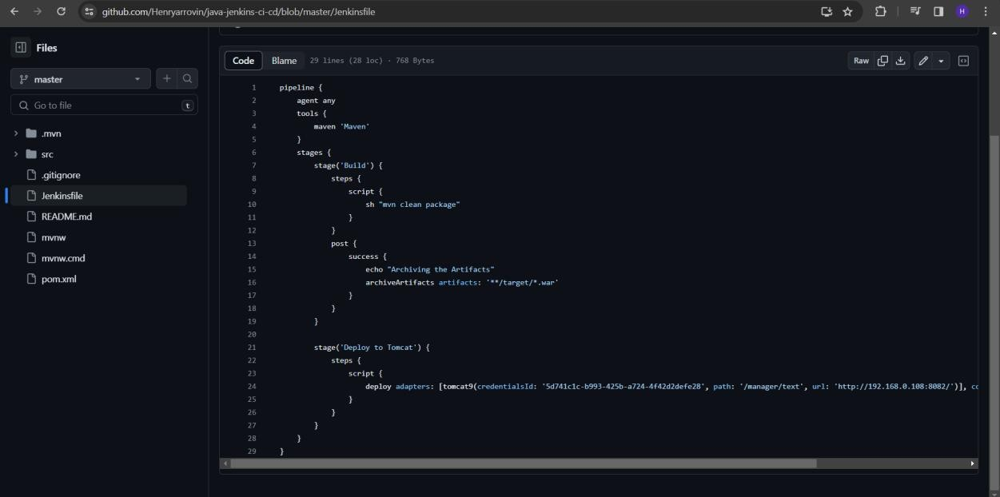 github.com/Henryarrovin/java-jenkins-ci-cd/blob/master/Jenkinsfile
H
Files
master
Go to file
t
.mvn
src
.gitignore
Jenkinsfile
README.md
mvnw
mvnw.cmd
pom.xml
Code Blame 29 lines (28 loc) · 768 Bytes
Raw
1 pipeline {
2 agent any
3 tools {
4 maven 'Maven'
5 }
6 stages {
7 stage('Build') {
8 steps {
9 script {
10 sh "mvn clean package"
11 }
12 }
13 post {
14 success {
15 echo "Archiving the Artifacts"
16 archiveArtifacts artifacts: '**/target/*.war'
17 }
18 }
19 }
20
21 stage('Deploy to Tomcat') {
22 steps {
23 script {
24 deploy adapters: [tomcat9(credentialsId: '5d741c1c-b993-425b-a724-4f42d2defe28', path: '/manager/text', url: 'http://192.168.0.108:8082/')], co
25 }
26 }
27 }
28 }
29 }